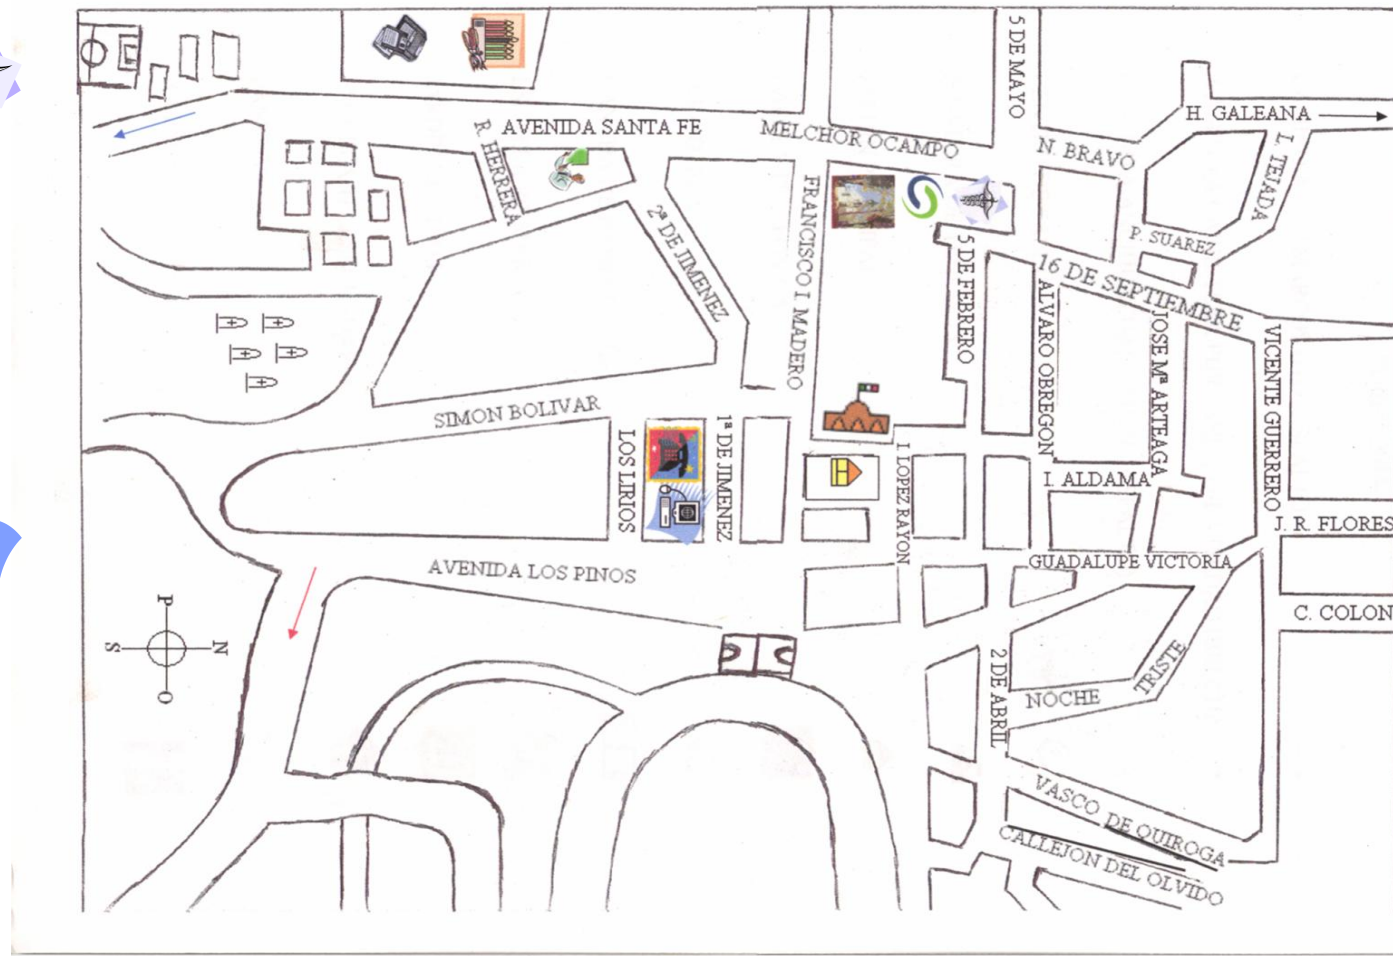 5 DE MAYO
H. GALEANA
AVENIDA SANTA FE
MELCHOR OCAMPO
N. BRAVO
L. TEJADA
R. HERRERA
FRANCISCO I MADERO
2ª DE JIMENEZ
P. SUAREZ
5 DE FEBRERO
16 DE SEPTIEMBRE
ALVARO OBREGON
JOSE Mª ARTEAGA
VICENTE GUERRERO
SIMON BOLIVAR
LOS LIRIOS
1ª DE JIMENEZ
I. LOPEZ RAYON
I. ALDAMA
J. R. FLORES
GUADALUPE VICTORIA
AVENIDA LOS PINOS
C. COLON
P
S
N
O
2 DE ABRIL
NOCHE TRISTE
VASCO DE QUIROGA
CALLEJON DEL OLVIDO